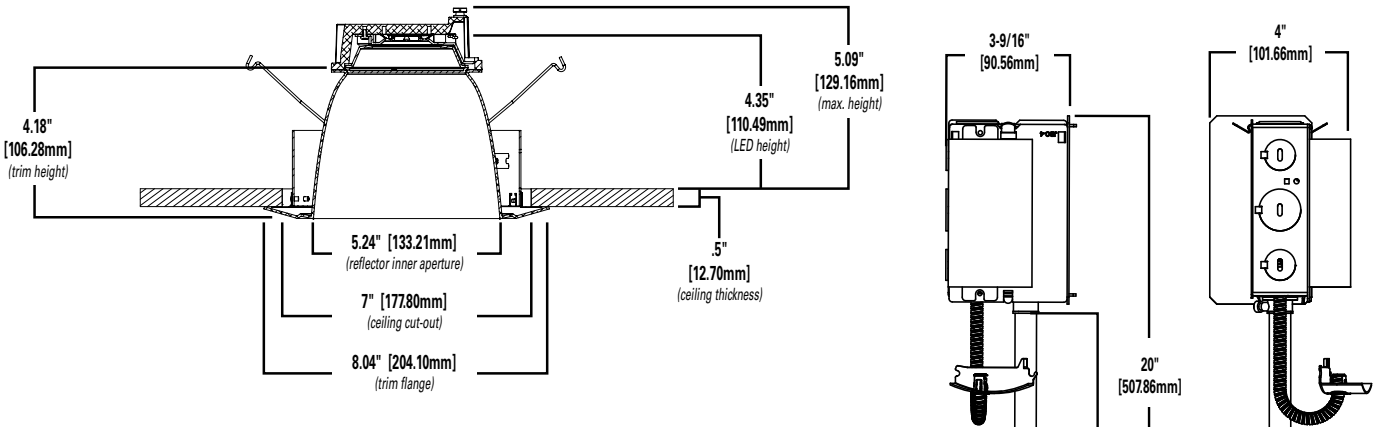 4.18"
[106.28mm]
(trim height)
5.24" [133.21mm]
(reflector inner aperture)
7" [177.80mm]
(ceiling cut-out)
8.04" [204.10mm]
(trim flange)
4.35"
[110.49mm]
(LED height)
5.09"
[129.16mm]
(max. height)
.5"
[12.70mm]
(ceiling thickness)
3-9/16"
[90.56mm]
20"
[507.86mm]
4"
[101.66mm]